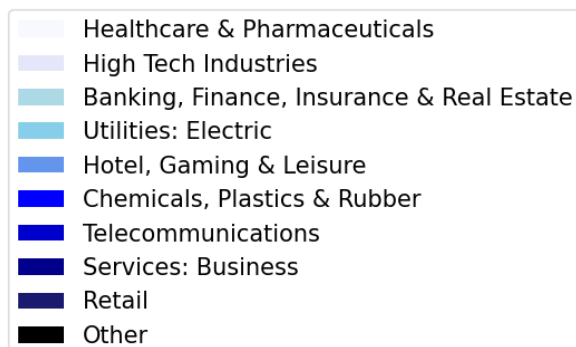 Healthcare & Pharmaceuticals
High Tech Industries
Banking, Finance, Insurance & Real Estate
Utilities: Electric
Hotel, Gaming & Leisure
Chemicals, Plastics & Rubber
Telecommunications
Services: Business
Retail
Other